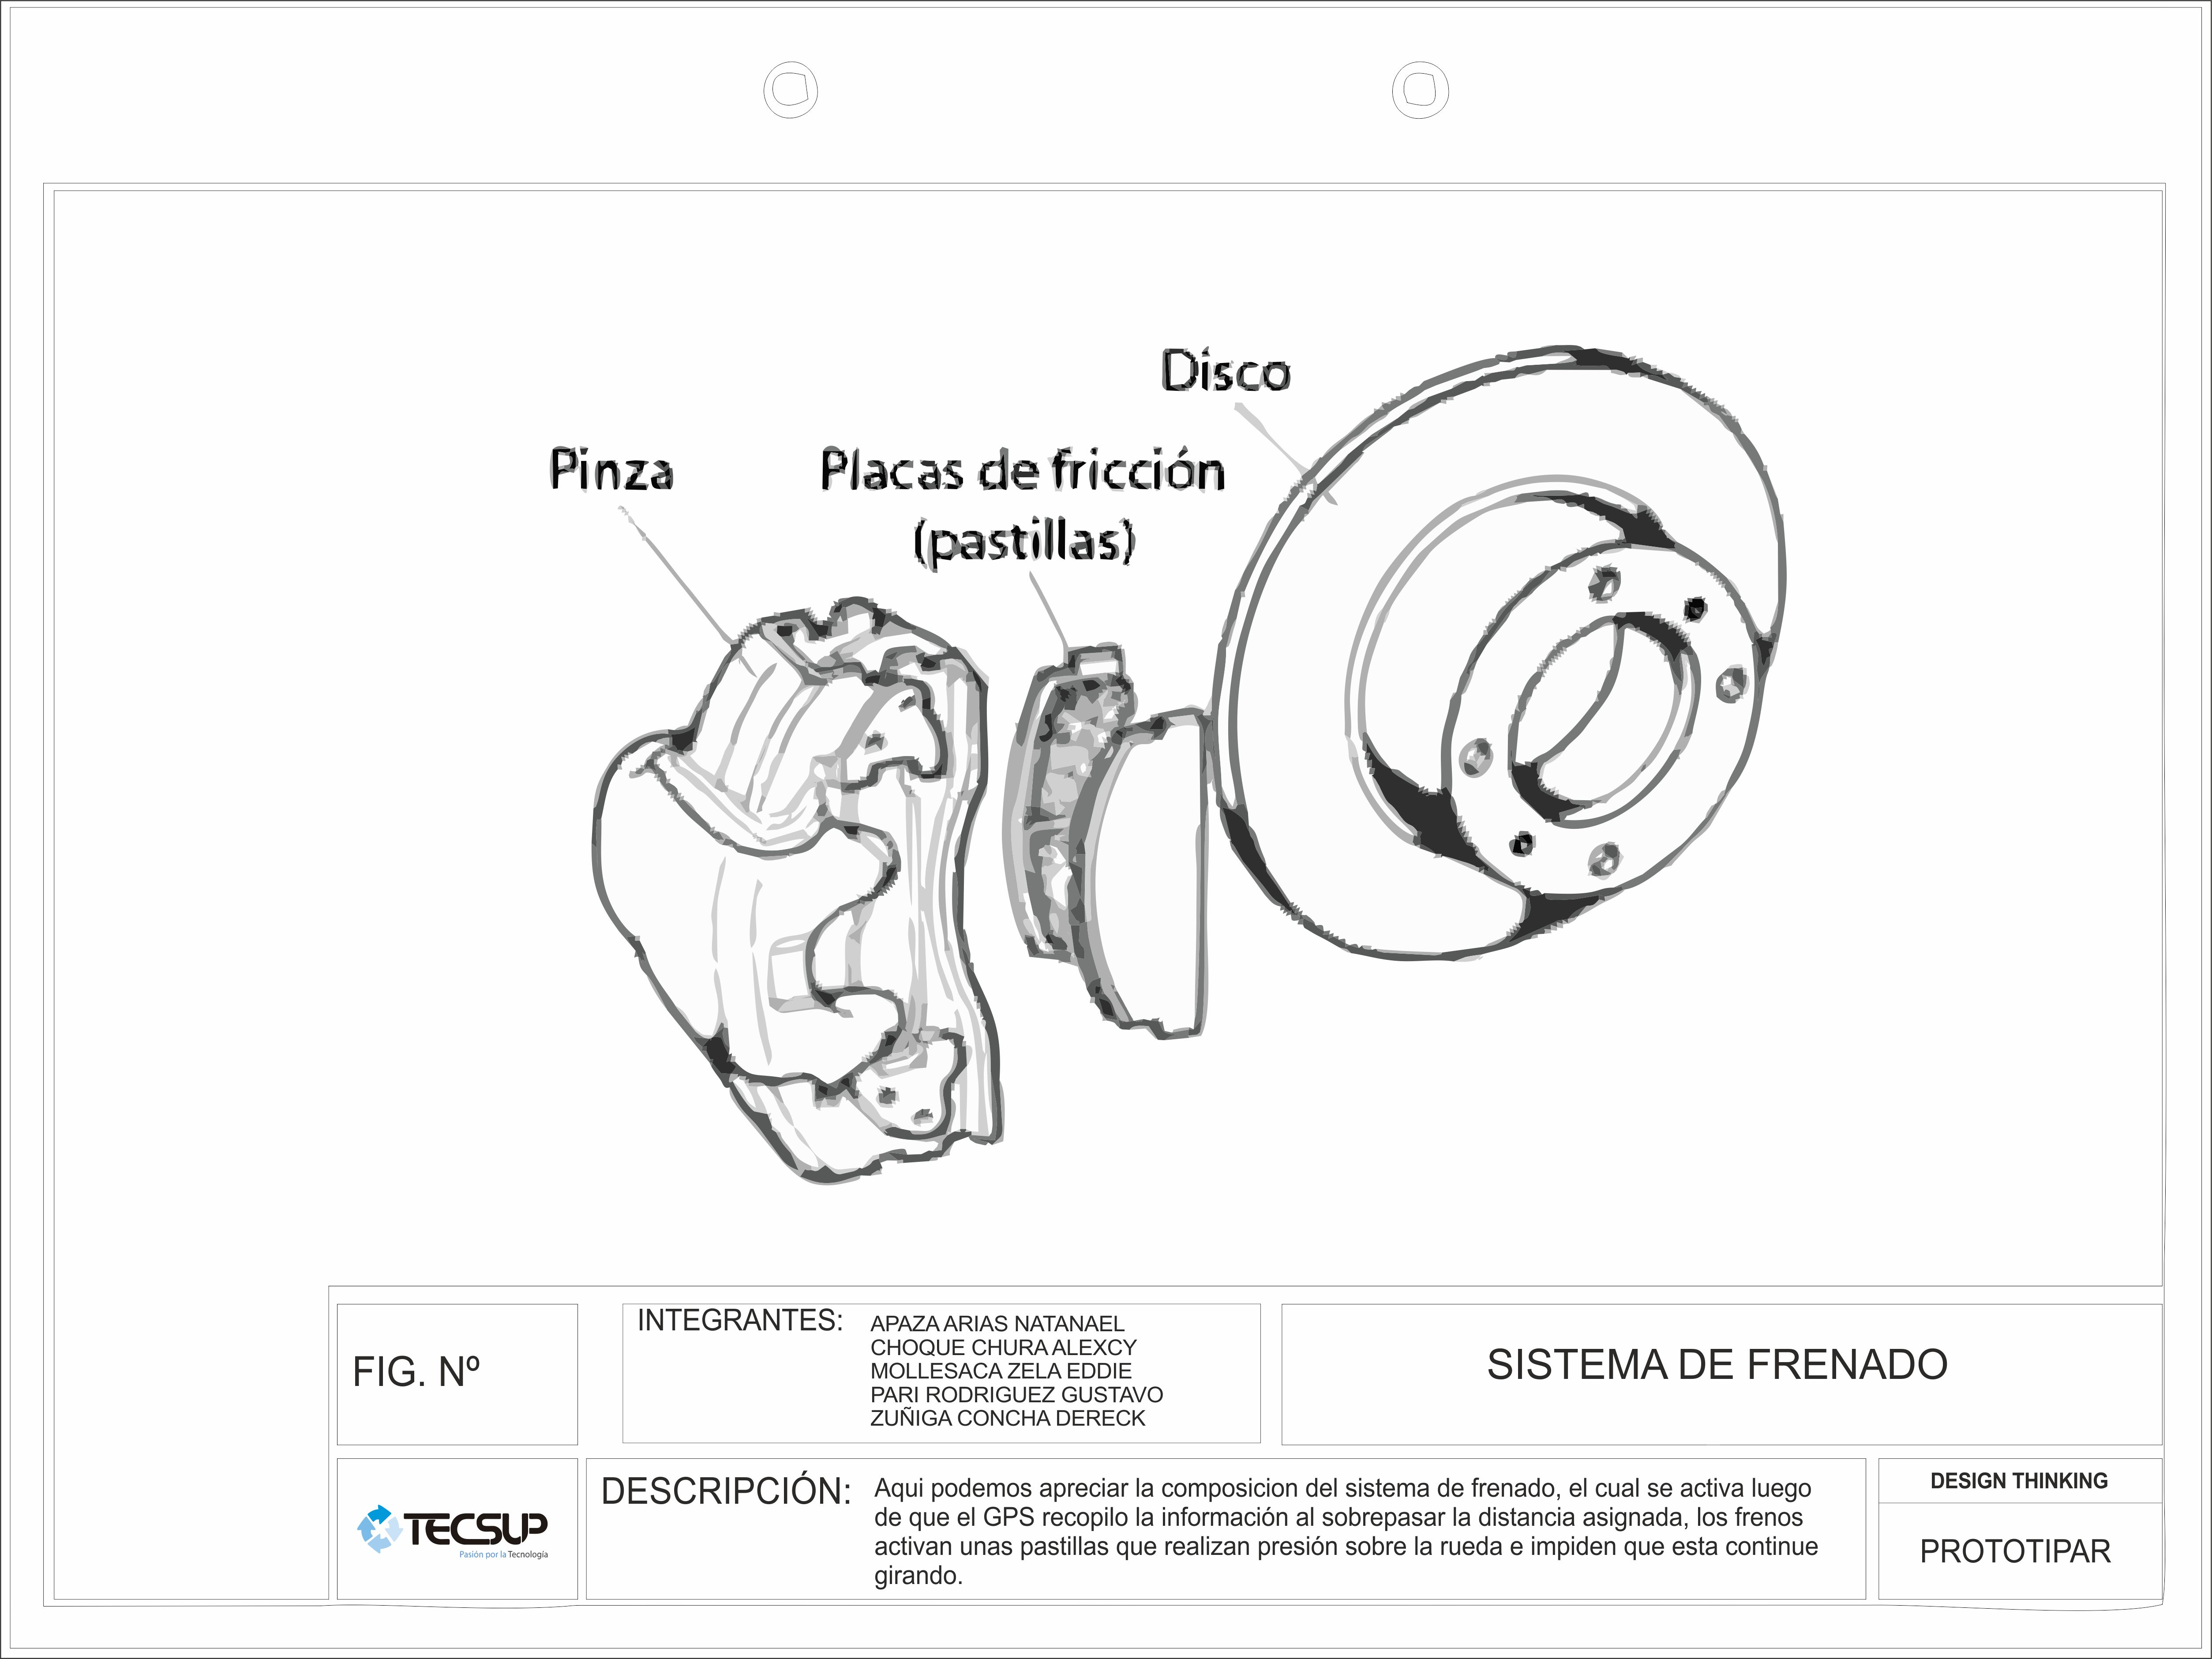 Disco
Pinza
Placas de fricción
(pastillas)
FIG. Nº
INTEGRANTES:
APAZA ARIAS NATANAEL
CHOQUE CHURA ALEXCY
MOLLESACA ZELA EDDIE
PARI RODRIGUEZ GUSTAVO
ZUÑIGA CONCHA DERECK
SISTEMA DE FRENADO
TECSUP
Pasión por la Tecnología
DESCRIPCIÓN:
Aqui podemos apreciar la composicion del sistema de frenado, el cual se activa luego
de que el GPS recopilo la información al sobrepasar la distancia asignada, los frenos
activan unas pastillas que realizan presión sobre la rueda e impiden que esta continue
girando.
DESIGN THINKING
PROTOTIPAR